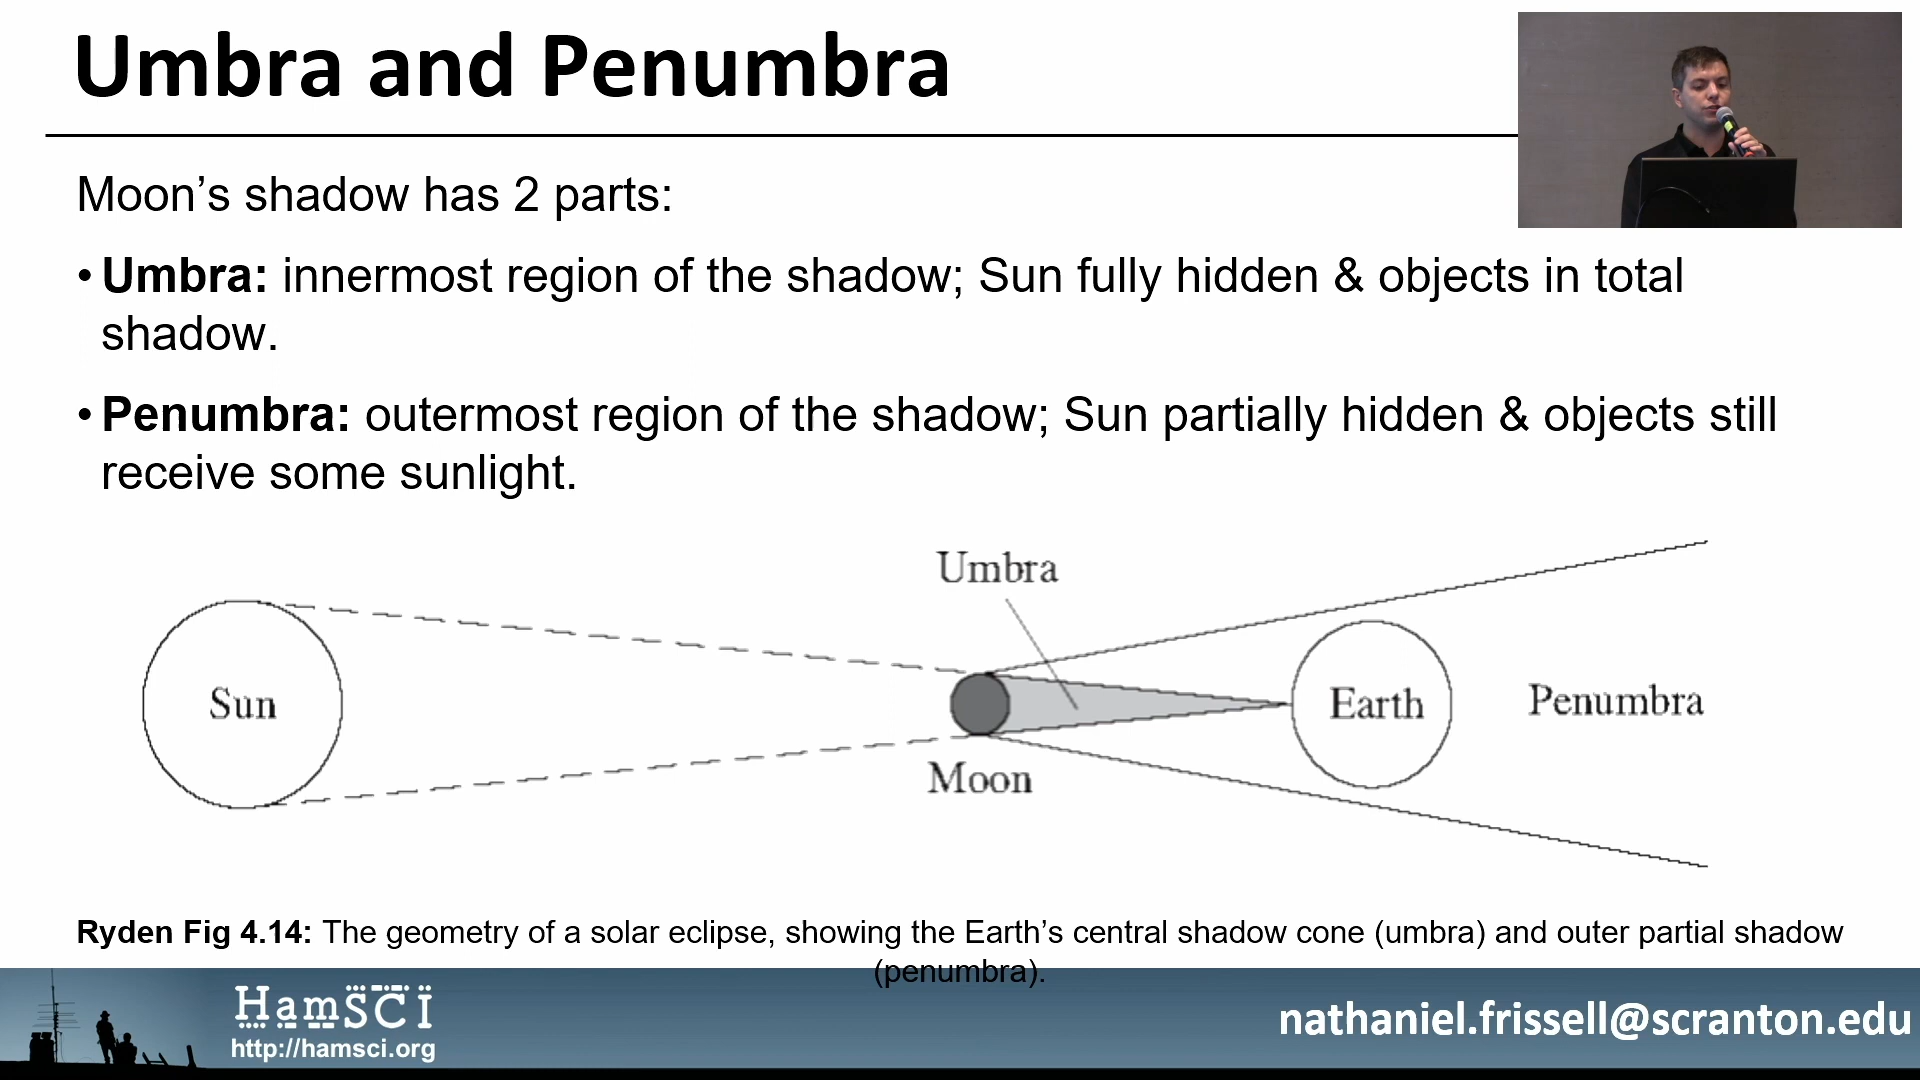 Umbra and Penumbra
Moon’s shadow has 2 parts:
• Umbra: innermost region of the shadow; Sun fully hidden & objects in total
shadow.
• Penumbra: outermost region of the shadow; Sun partially hidden & objects still
receive some sunlight.
Umbra
Sun
Earth
Penumbra
Moon
Ryden Fig 4.14: The geometry of a solar eclipse, showing the Earth’s central shadow cone (umbra) and outer partial shadow
(penumbra).
HamSCI
http://hamsci.org
nathaniel.frissell@scranton.edu